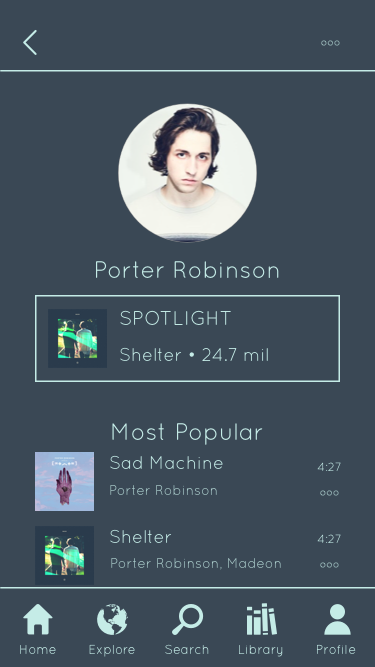 Porter Robinson
SPOTLIGHT
Shelter • 24.7 mil
Most Popular
Sad Machine
4:27
Porter Robinson
Shelter
4:27
Porter Robinson, Madeon
Home
Explore
Search
Library
Profile